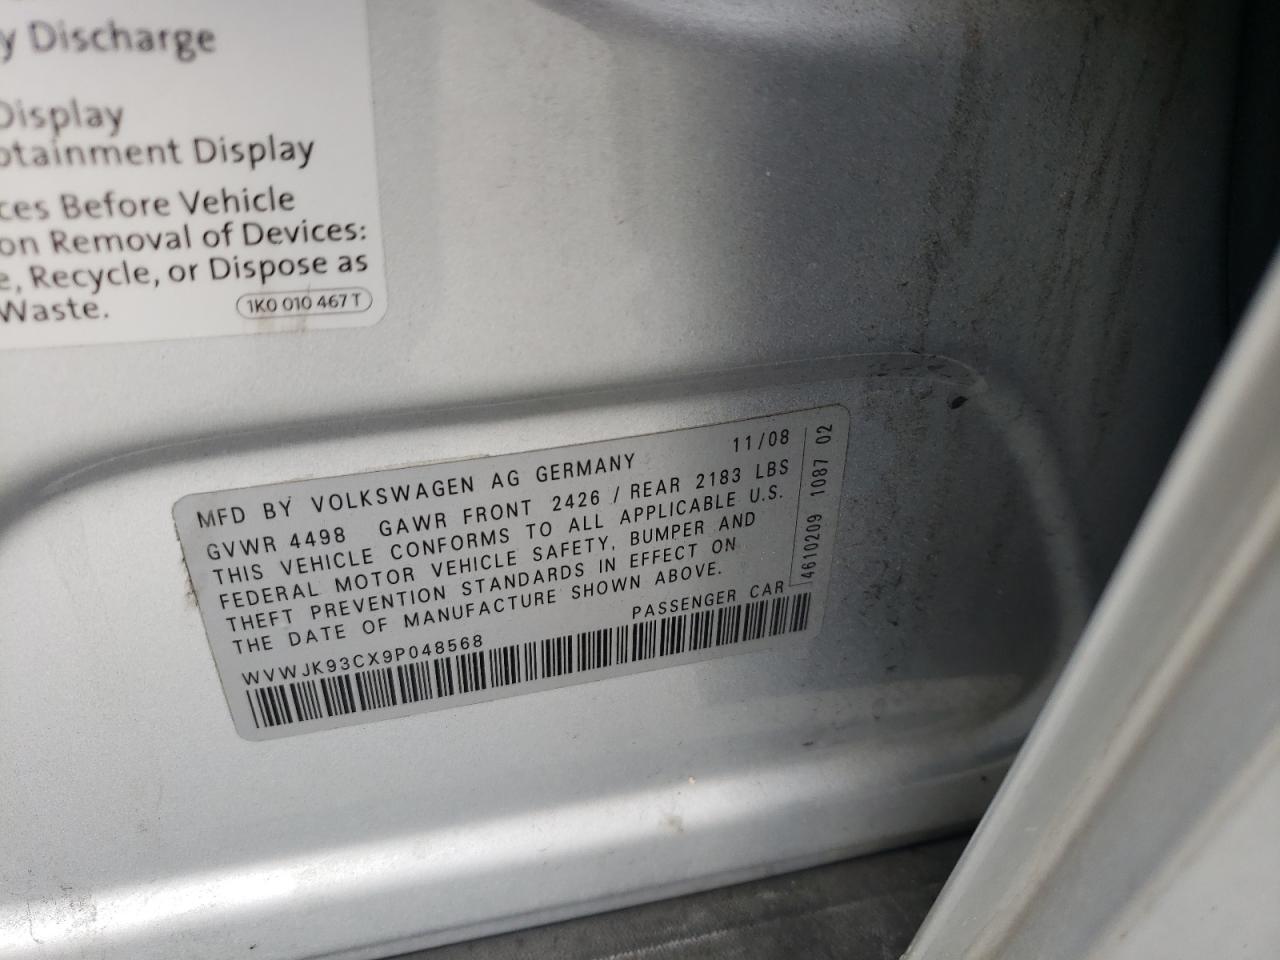 y Discharge
Display
otainment Display
ces Before Vehicle
on Removal of Devices:
e, Recycle, or Dispose as
Waste.
1K0 010 467 T
MFD BY VOLKSWAGEN AG GERMANY 11/08
GVWR 4498 GAWR FRONT 2426 / REAR 2183 LBS
THIS VEHICLE CONFORMS TO ALL APPLICABLE U.S.
FEDERAL MOTOR VEHICLE SAFETY, BUMPER AND
THEFT PREVENTION STANDARDS IN EFFECT ON
THE DATE OF MANUFACTURE SHOWN ABOVE.
WVWJK93CX9P048568 PASSENGER CAR
4610209 1087 02